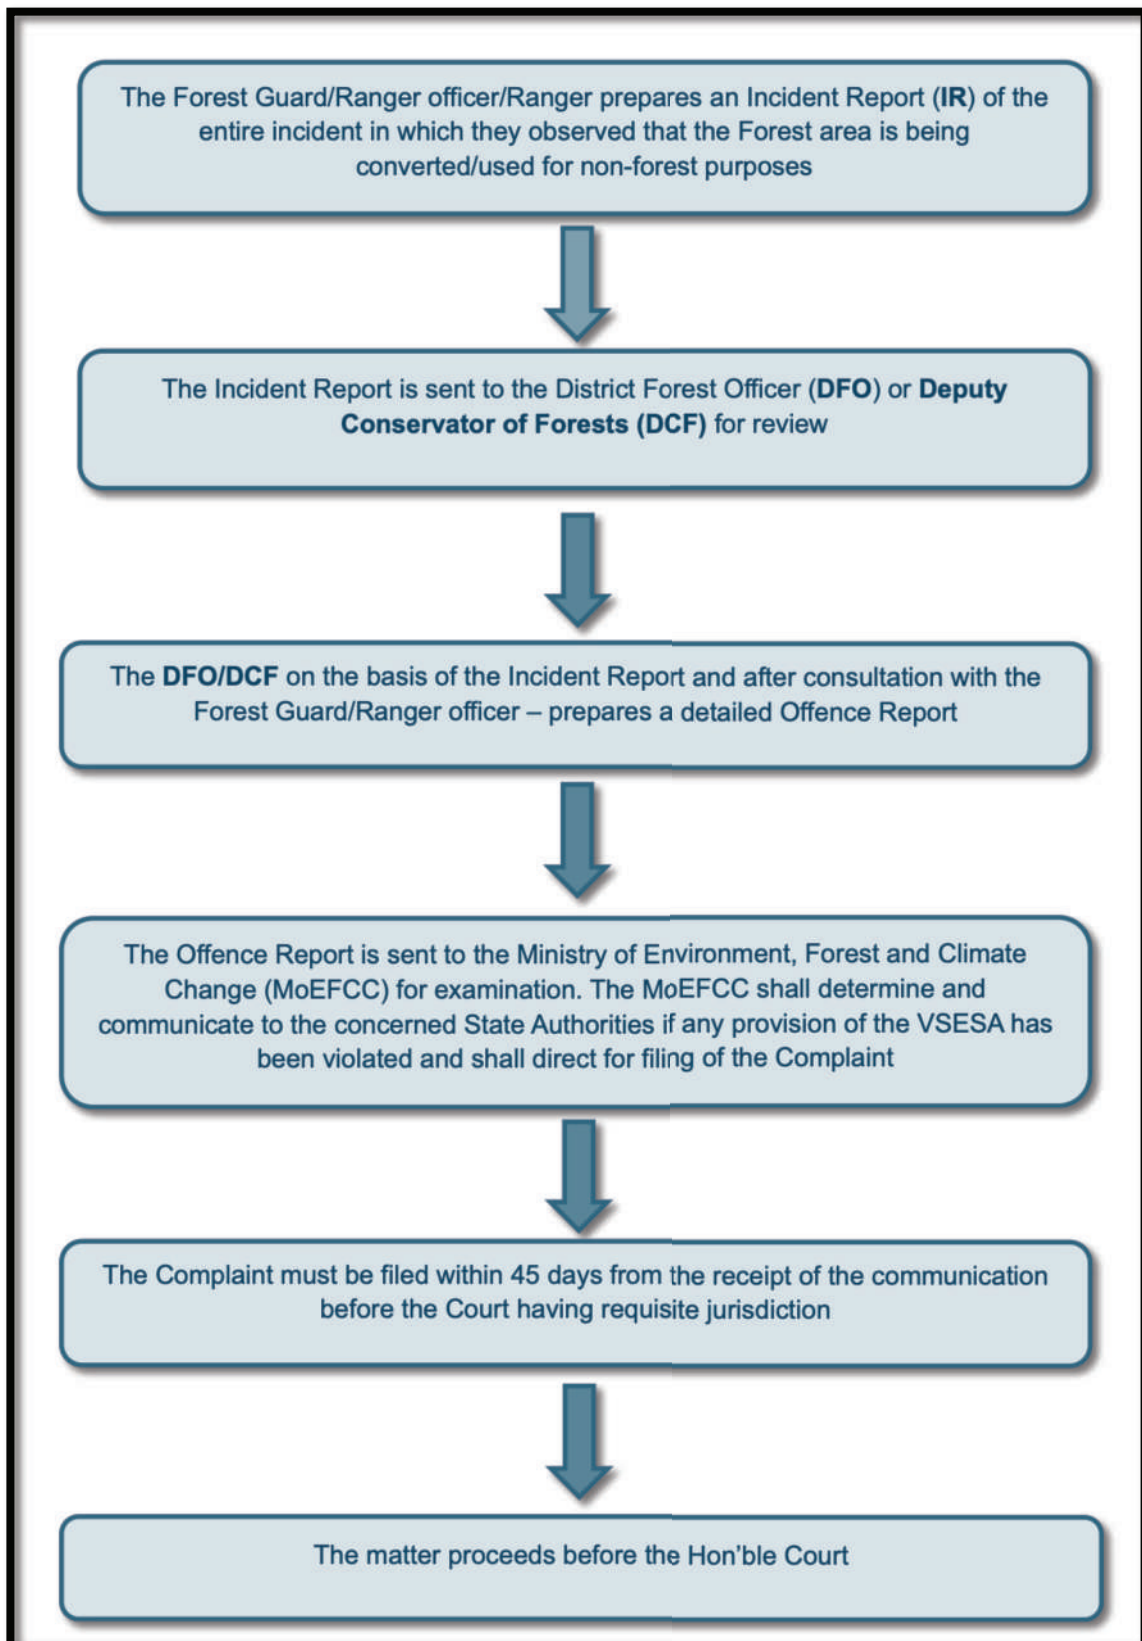 The Forest Guard/Ranger officer/Ranger prepares an Incident Report (IR) of the
entire incident in which they observed that the Forest area is being
converted/used for non-forest purposes
The Incident Report is sent to the District Forest Officer (DFO) or Deputy
Conservator of Forests (DCF) for review
The DFO/DCF on the basis of the Incident Report and after consultation with the
Forest Guard/Ranger officer – prepares a detailed Offence Report
The Offence Report is sent to the Ministry of Environment, Forest and Climate
Change (MoEFCC) for examination. The MoEFCC shall determine and
communicate to the concerned State Authorities if any provision of the VSESA has
been violated and shall direct for filing of the Complaint
The Complaint must be filed within 45 days from the receipt of the communication
before the Court having requisite jurisdiction
The matter proceeds before the Hon'ble Court